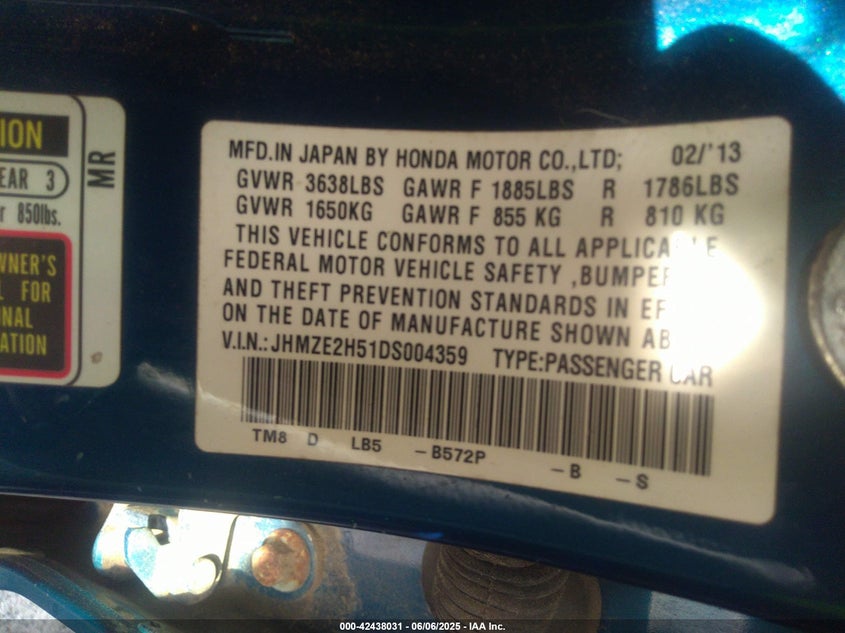 ION
EAR 3
r 850lbs.
MR
WNER'S
L FOR
NAL
ATION
MFD.IN JAPAN BY HONDA MOTOR CO.,LTD; 02/'13
GVWR 3638LBS GAWR F 1885LBS R 1786LBS
GVWR 1650KG GAWR F 855 KG R 810 KG
THIS VEHICLE CONFORMS TO ALL APPLICABLE
FEDERAL MOTOR VEHICLE SAFETY ,BUMPER
AND THEFT PREVENTION STANDARDS IN EF
ON THE DATE OF MANUFACTURE SHOWN AB
V.I.N.:JHMZE2H51DS004359 TYPE:PASSENGER CAR
TM8 D LB5 -B572P -B -S
000-42438031 - 06/06/2025 - IAA Inc.